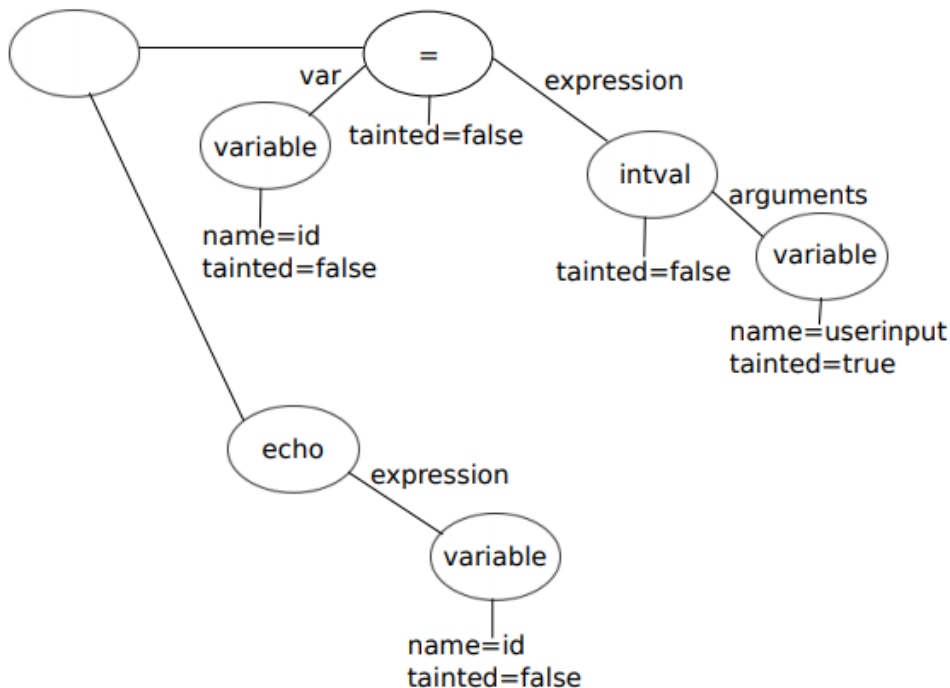 =
var
expression
variable
tainted=false
intval
arguments
name=id
tainted=false
tainted=false
variable
name=userinput
tainted=true
echo
expression
variable
name=id
tainted=false